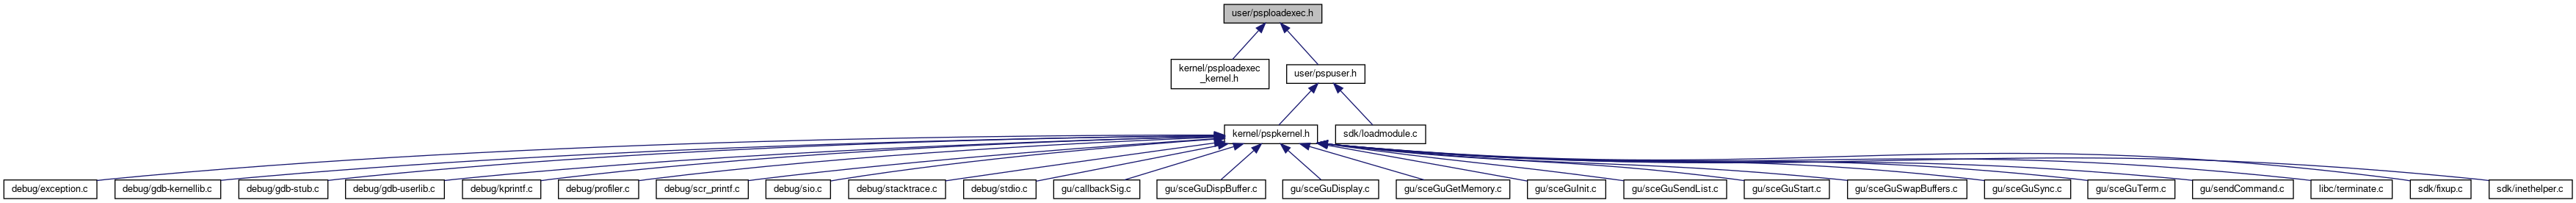 user/psploadexec.h
kernel/psploadexec
_kernel.h
user/pspuser.h
kernel/pspkernel.h
sdk/loadmodule.c
debug/exception.c
debug/gdb-kernellib.c
debug/gdb-stub.c
debug/gdb-userlib.c
debug/kprintf.c
debug/profiler.c
debug/scr_printf.c
debug/sio.c
debug/stacktrace.c
debug/stdio.c
gu/callbackSig.c
gu/sceGuDispBuffer.c
gu/sceGuDisplay.c
gu/sceGuGetMemory.c
gu/sceGuInit.c
gu/sceGuSendList.c
gu/sceGuStart.c
gu/sceGuSwapBuffers.c
gu/sceGuSync.c
gu/sceGuTerm.c
gu/sendCommand.c
libc/terminate.c
sdk/fixup.c
sdk/inethelper.c